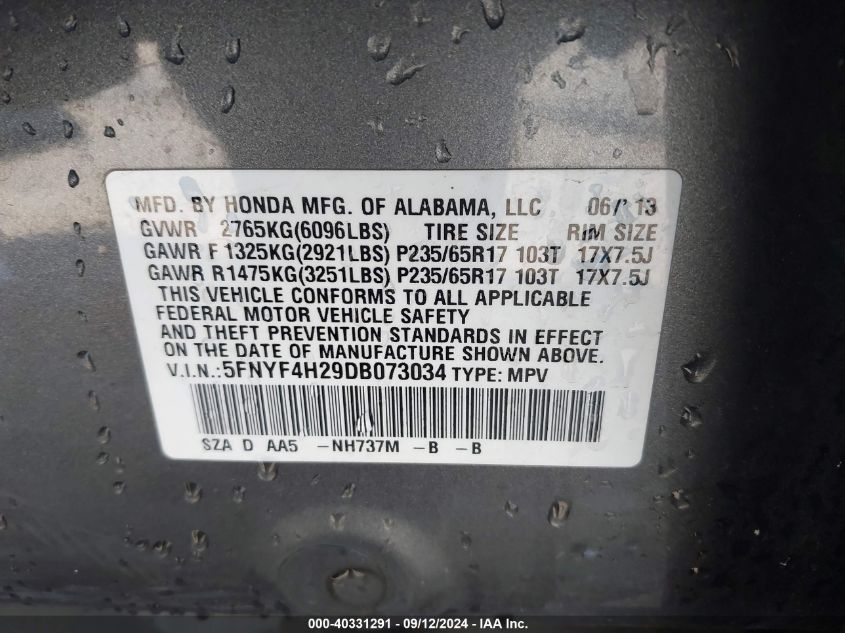 MFD. BY HONDA MFG. OF ALABAMA, LLC 06/'13
GVWR 2765KG(6096LBS) TIRE SIZE RIM SIZE
GAWR F 1325KG(2921LBS) P235/65R17 103T 17X7.5J
GAWR R1475KG(3251LBS) P235/65R17 103T 17X7.5J
THIS VEHICLE CONFORMS TO ALL APPLICABLE
FEDERAL MOTOR VEHICLE SAFETY
AND THEFT PREVENTION STANDARDS IN EFFECT
ON THE DATE OF MANUFACTURE SHOWN ABOVE.
V.I.N.:5FNYF4H29DB073034 TYPE: MPV
SZA D AA5 -NH737M -B -B
000-40331291 - 09/12/2024 - IAA Inc.